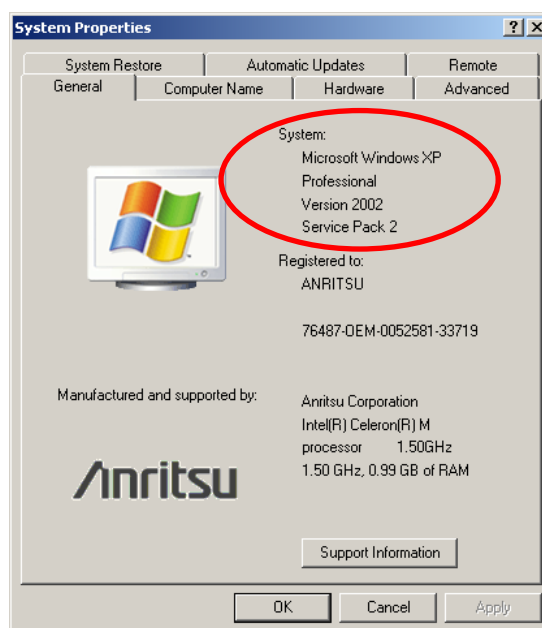 System Properties
? X
System Restore Automatic Updates Remote
General Computer Name Hardware Advanced
System:
Microsoft Windows XP
Professional
Version 2002
Service Pack 2
Registered to:
ANRITSU
76487-OEM-0052581-33719
Manufactured and supported by:
Anritsu Corporation
Intel(R) Celeron(R) M
processor 1.50GHz
1.50 GHz, 0.99 GB of RAM
Anritsu
Support Information
OK Cancel Apply